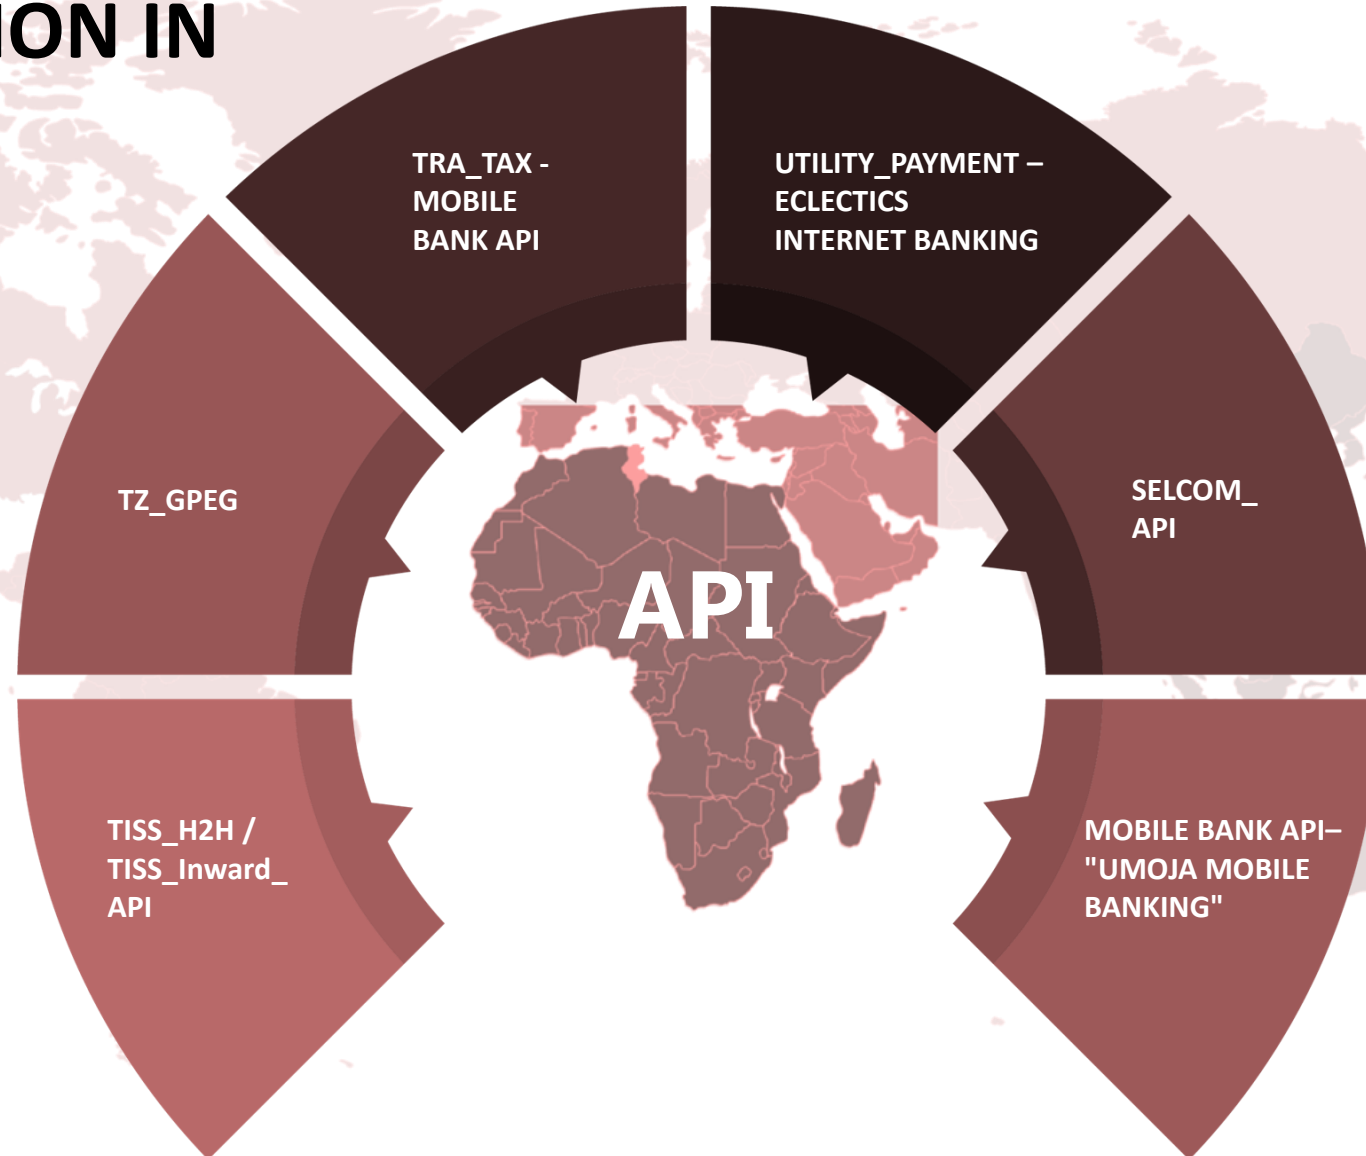 ION IN
TRA_TAX -
MOBILE
BANK API
UTILITY_PAYMENT –
ECLECTICS
INTERNET BANKING
TZ_GPEG
SELCOM_
API
API
TISS_H2H /
TISS_Inward_
API
MOBILE BANK API–
"UMOJA MOBILE
BANKING"